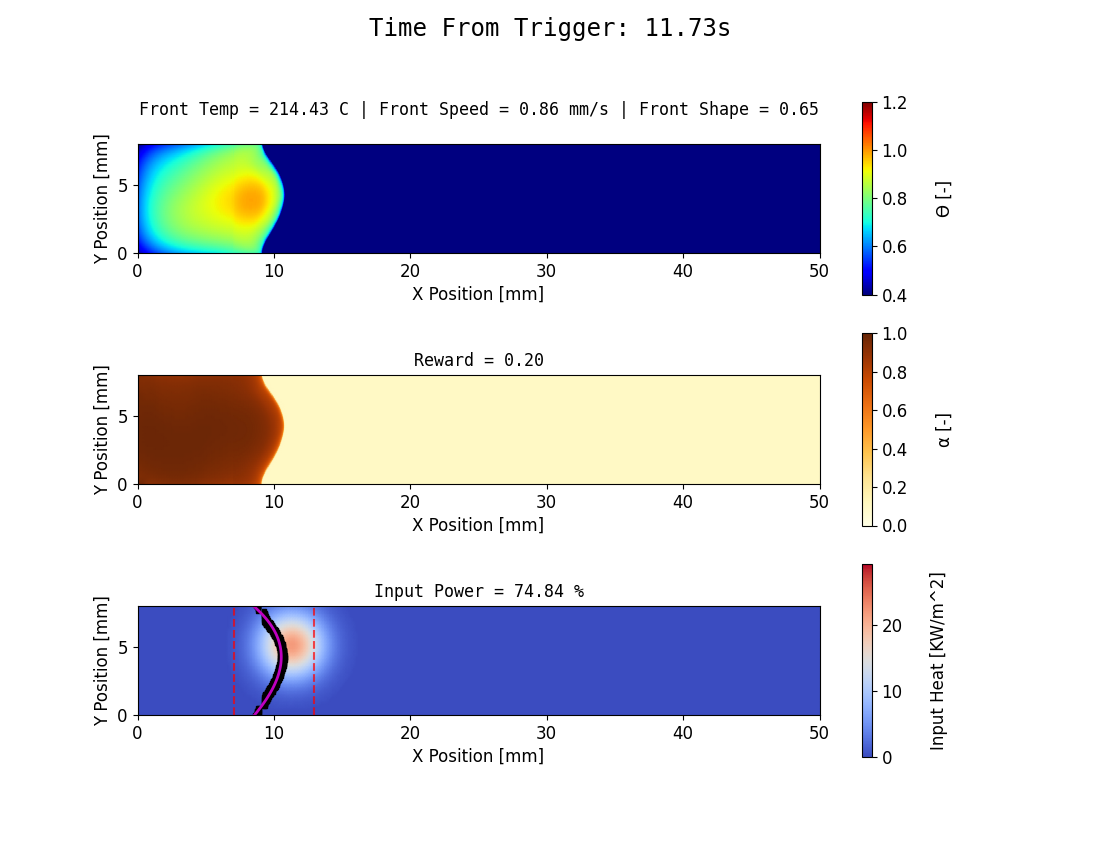 Time From Trigger: 11.73s
Front Temp = 214.43 C | Front Speed = 0.86 mm/s | Front Shape = 0.65
Y Position [mm]
5
0
0 10 20 30 40 50
X Position [mm]
1.2
1.0
0.8
0.6
0.4
Θ [-]
Reward = 0.20
Y Position [mm]
5
0
0 10 20 30 40 50
X Position [mm]
1.0
0.8
0.6
0.4
0.2
0.0
α [-]
Input Power = 74.84 %
Y Position [mm]
5
0
0 10 20 30 40 50
X Position [mm]
20
10
0
Input Heat [KW/m^2]